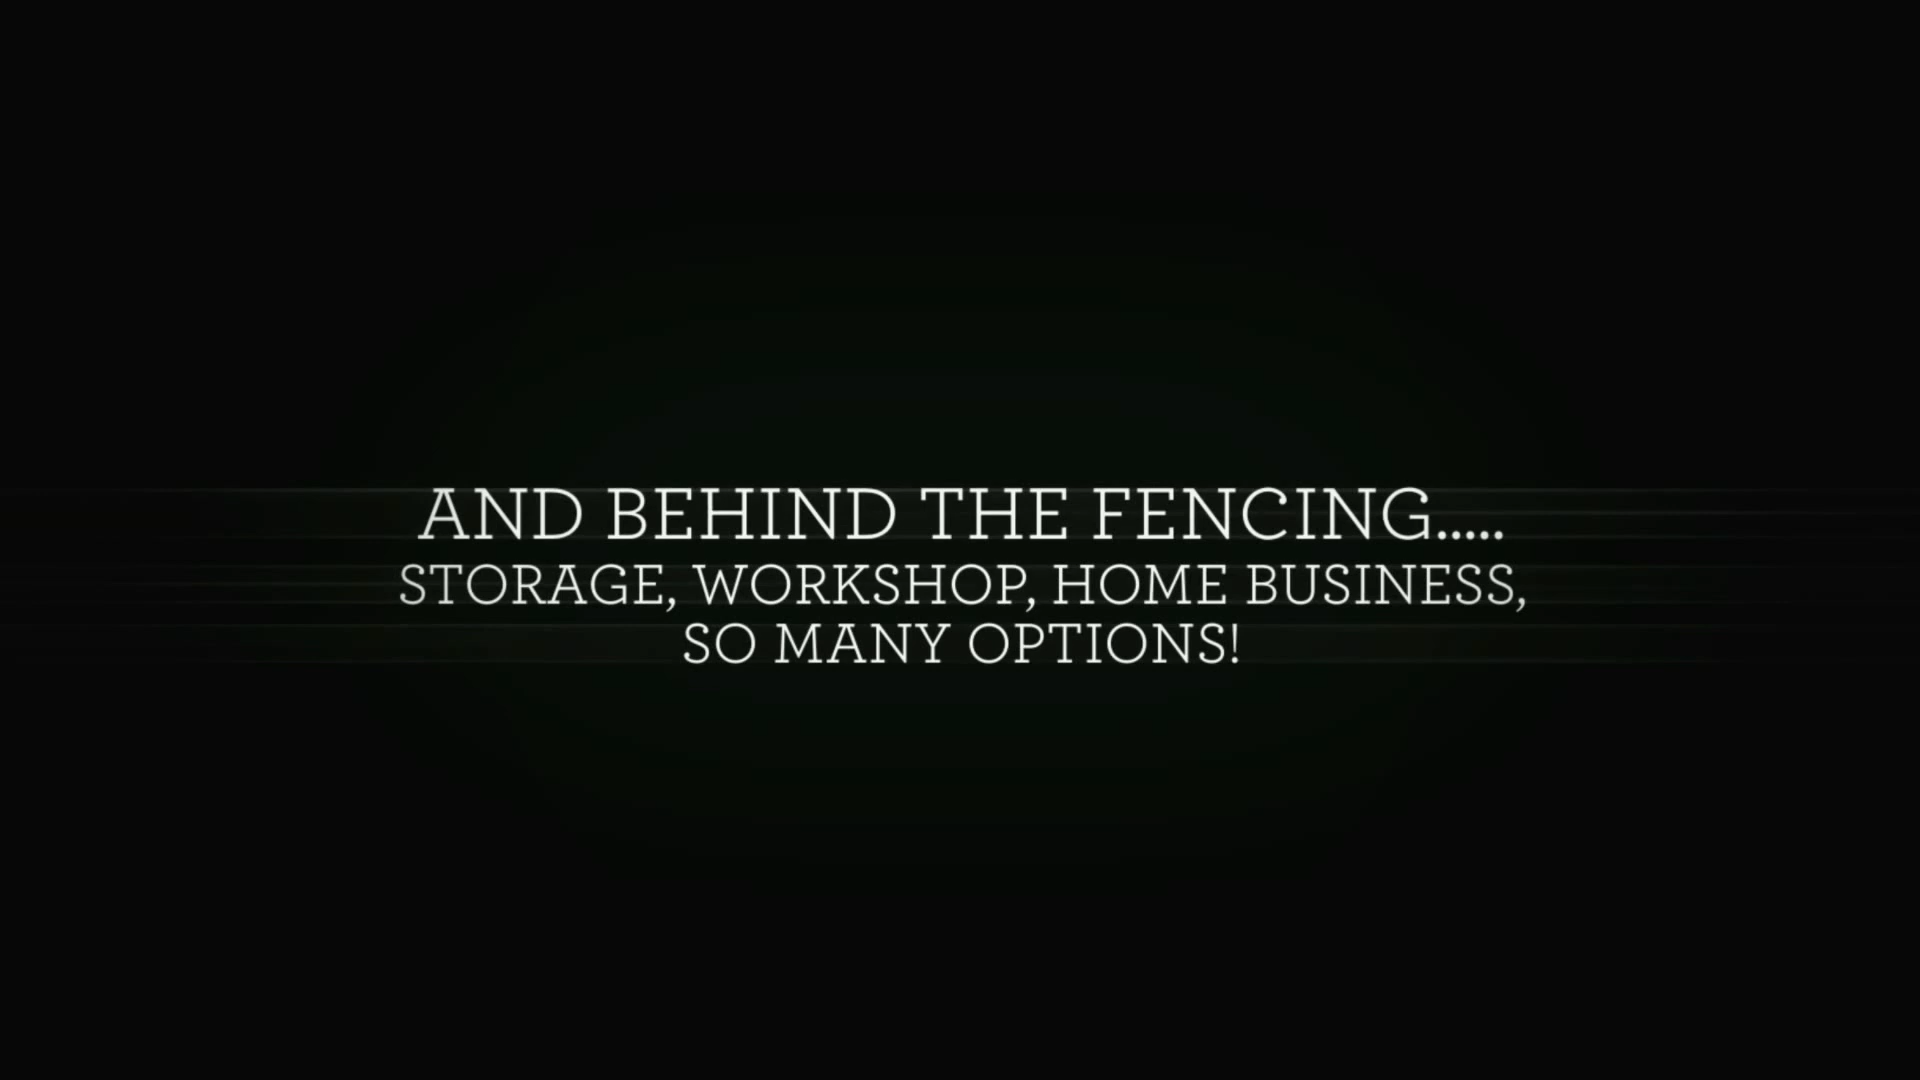 AND BEHIND THE FENCING.....
STORAGE, WORKSHOP, HOME BUSINESS,
SO MANY OPTIONS!